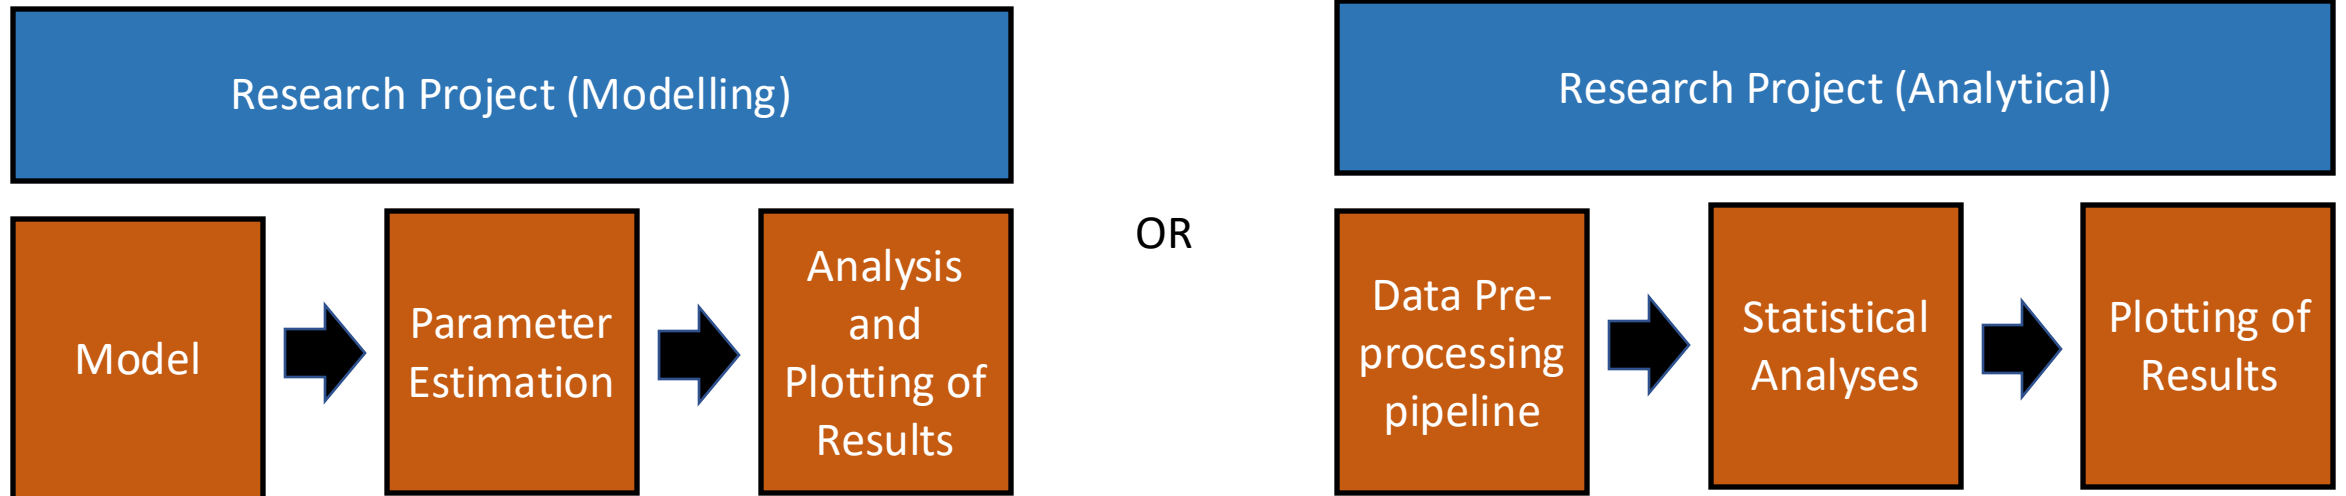 Research Project (Modelling)
Model
Parameter
Estimation
Analysis
and
Plotting of
Results
OR
Research Project (Analytical)
Data Pre-
processing
pipeline
Statistical
Analyses
Plotting of
Results